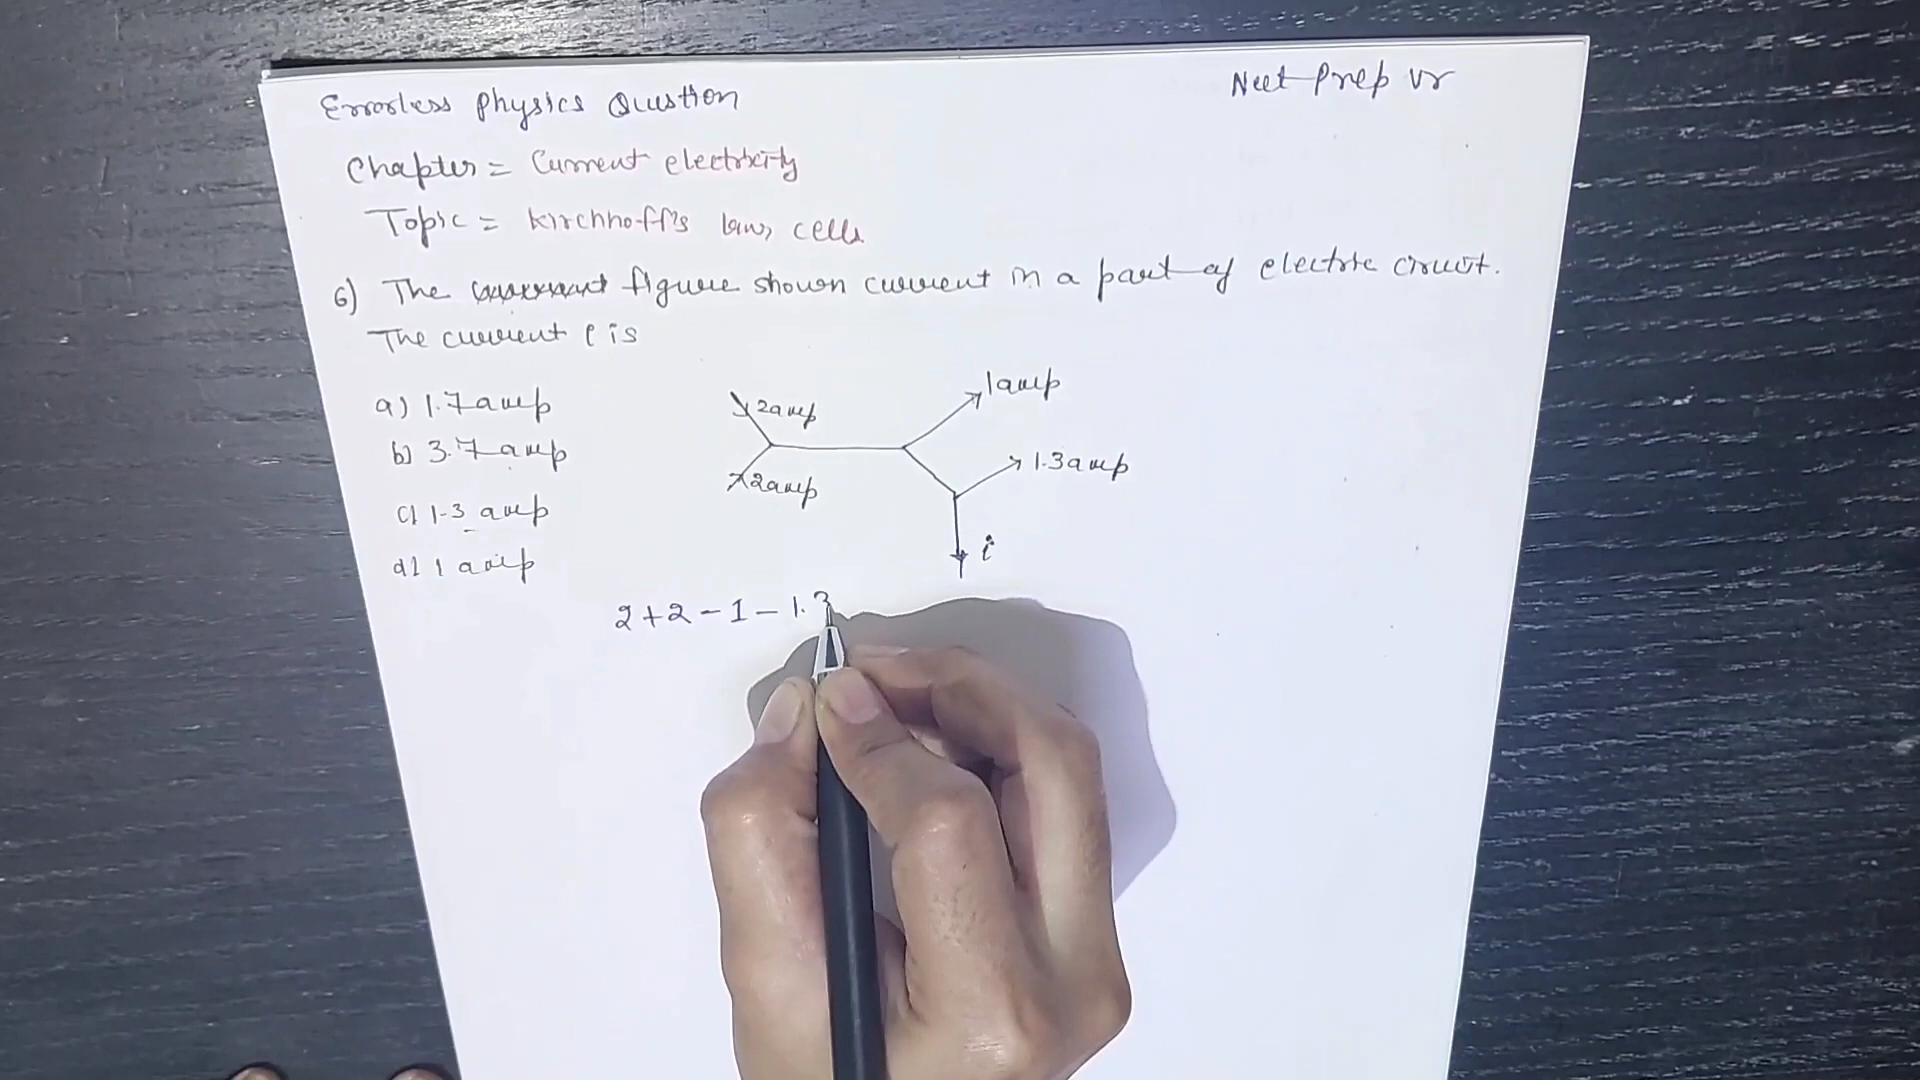 Errorless Physics Question
Neet Prep Vr
Chapter = Current electricity
Topic = Kirchhoff's law, cells
6) The figure shown current in a part of electric circuit.
The current i is
a) 1.7 amp
b) 3.7 amp
c) 1.3 amp
d) 1 amp
2 amp
2 amp
1 amp
1.3 amp
i
2 + 2 - 1 - 1.3